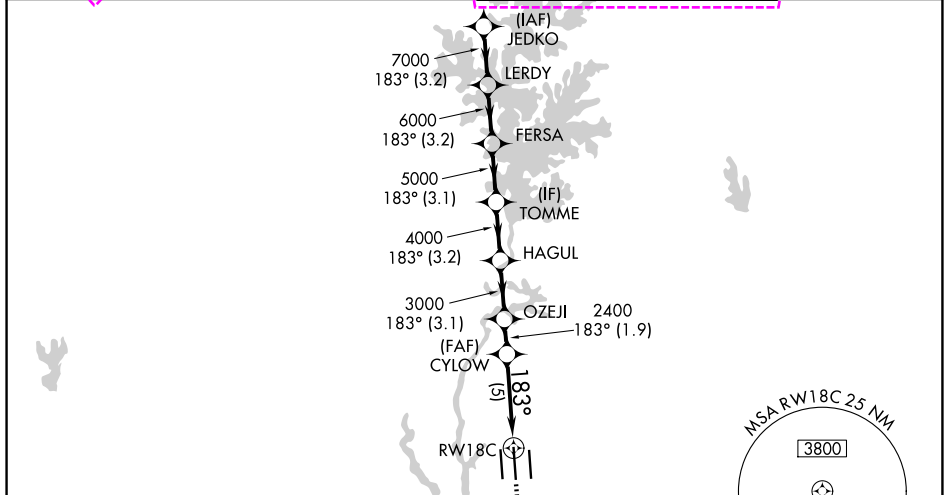 (IAF)
JEDKO
7000
183° (3.2)
LERDY
6000
183° (3.2)
FERSA
5000
183° (3.1)
(IF)
TOMME
4000
183° (3.2)
HAGUL
3000
183° (3.1)
OZEJI
2400
183° (1.9)
(FAF)
CYLOW
183°
(5)
RW18C
MSA RW18C 25 NM
3800